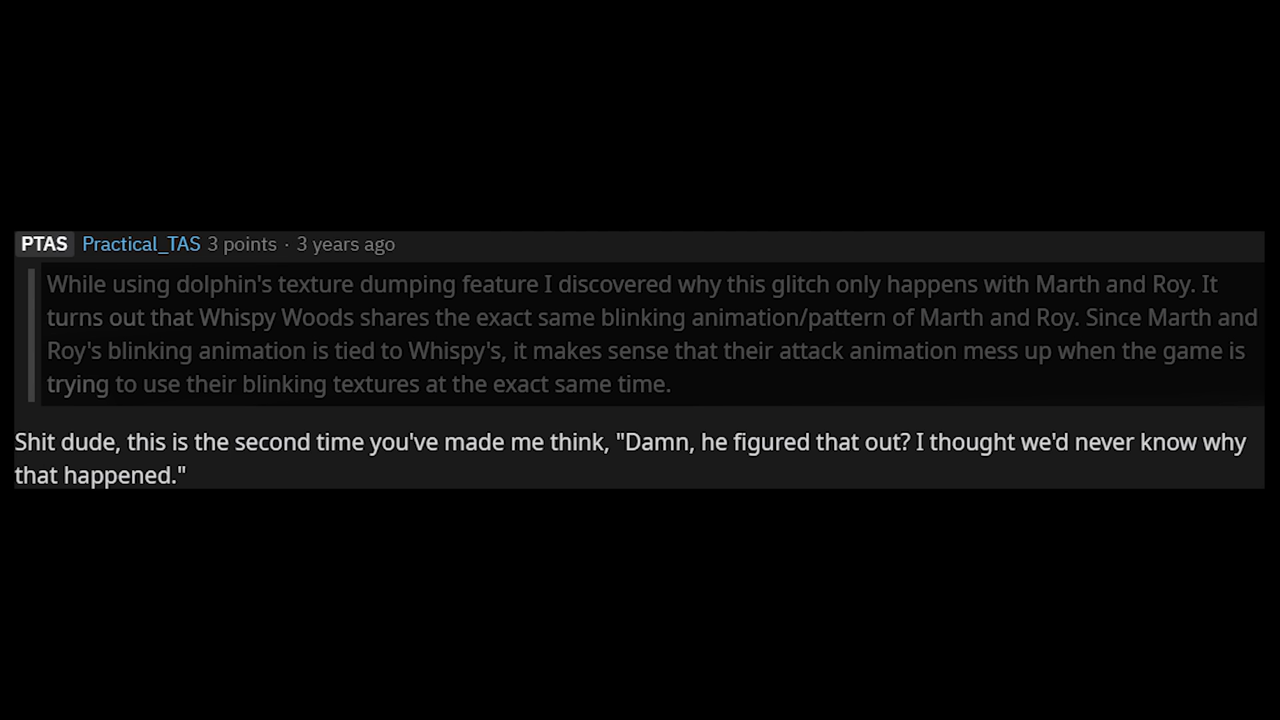 PTAS Practical_TAS 3 points · 3 years ago
While using dolphin's texture dumping feature I discovered why this glitch only happens with Marth and Roy. It
turns out that Whispy Woods shares the exact same blinking animation/pattern of Marth and Roy. Since Marth and
Roy's blinking animation is tied to Whispy's, it makes sense that their attack animation mess up when the game is
trying to use their blinking textures at the exact same time.
Shit dude, this is the second time you've made me think, "Damn, he figured that out? I thought we'd never know why
that happened."